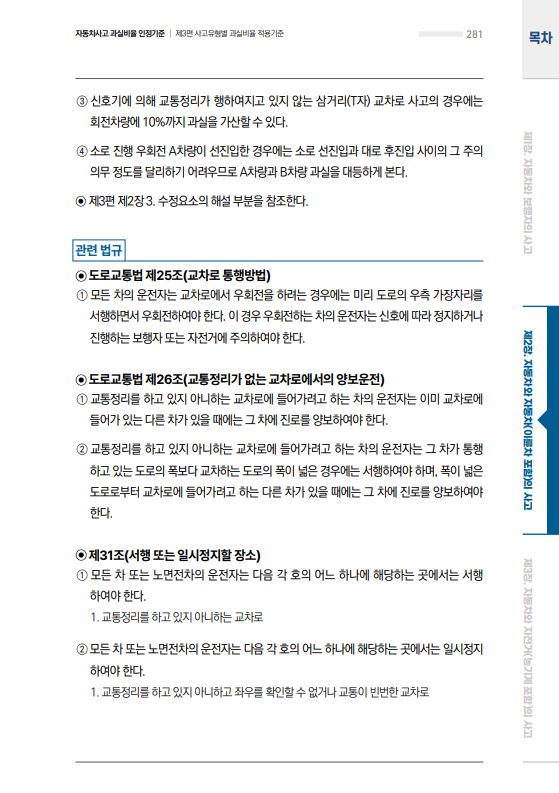 자동차사고 과실비율 인정기준 | 제3편 사고유형별 과실비율 적용기준
281
목차
③ 신호기에 의해 교통정리가 행하여지고 있지 않는 삼거리(T자) 교차로 사고의 경우에는
회전차량에 10%까지 과실을 가산할 수 있다.
④ 소로 진행 우회전 A차량이 선진입한 경우에는 소로 선진입과 대로 후진입 사이의 그 주의
의무 정도를 달리하기 어려우므로 A차량과 B차량 과실을 대등하게 본다.
◉ 제3편 제2장 3. 수정요소의 해설 부분을 참조한다.
관련 법규
◉ 도로교통법 제25조(교차로 통행방법)
① 모든 차의 운전자는 교차로에서 우회전을 하려는 경우에는 미리 도로의 우측 가장자리를
서행하면서 우회전하여야 한다. 이 경우 우회전하는 차의 운전자는 신호에 따라 정지하거나
진행하는 보행자 또는 자전거에 주의하여야 한다.
◉ 도로교통법 제26조(교통정리가 없는 교차로에서의 양보운전)
① 교통정리를 하고 있지 아니하는 교차로에 들어가려고 하는 차의 운전자는 이미 교차로에
들어가 있는 다른 차가 있을 때에는 그 차에 진로를 양보하여야 한다.
② 교통정리를 하고 있지 아니하는 교차로에 들어가려고 하는 차의 운전자는 그 차가 통행
하고 있는 도로의 폭보다 교차하는 도로의 폭이 넓은 경우에는 서행하여야 하며, 폭이 넓은
도로로부터 교차로에 들어가려고 하는 다른 차가 있을 때에는 그 차에 진로를 양보하여야
한다.
◉ 제31조(서행 또는 일시정지할 장소)
① 모든 차 또는 노면전차의 운전자는 다음 각 호의 어느 하나에 해당하는 곳에서는 서행
하여야 한다.
1. 교통정리를 하고 있지 아니하는 교차로
② 모든 차 또는 노면전차의 운전자는 다음 각 호의 어느 하나에 해당하는 곳에서는 일시정지
하여야 한다.
1. 교통정리를 하고 있지 아니하고 좌우를 확인할 수 없거나 교통이 빈번한 교차로
제1장. 자동차와 보행자의 사고
제2장. 자동차와 자동차(이륜차 포함)의 사고
제3장. 자동차와 자전거(농기계 포함)의 사고